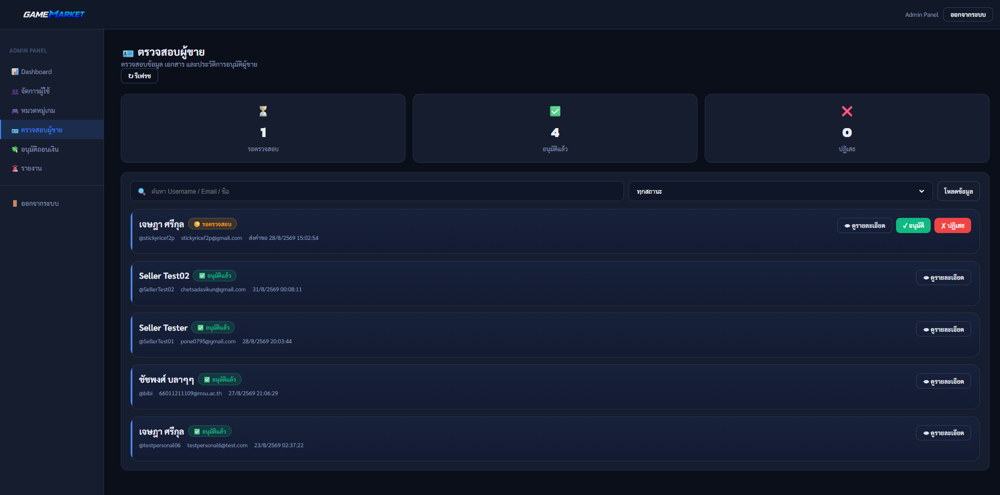 GAMEMARKET
Admin Panel
ออกจากระบบ
ADMIN PANEL
Dashboard
จัดการผู้ใช้
หมวดหมู่เกม
ตรวจสอบผู้ขาย
อนุมัติถอนเงิน
รายงาน
ออกจากระบบ
ตรวจสอบผู้ขาย
ตรวจสอบข้อมูล เอกสาร และประวัติการอนุมัติผู้ขาย
↻ รีเฟรช
1
รอตรวจสอบ
4
อนุมัติแล้ว
0
ปฏิเสธ
ค้นหา Username / Email / ชื่อ
ทุกสถานะ
โหลดข้อมูล
เจษฎา ศรีกุล รอตรวจสอบ
@stickyricef2p stickyricef2p@gmail.com ส่งคำขอ 28/8/2569 15:02:54
ดูรายละเอียด ✓ อนุมัติ ✗ ปฏิเสธ
Seller Test02 อนุมัติแล้ว
@SellerTest02 chetsadasikun@gmail.com 31/8/2569 00:08:11
ดูรายละเอียด
Seller Tester อนุมัติแล้ว
@SellerTest01 pone0795@gmail.com 28/8/2569 20:03:44
ดูรายละเอียด
ชัชพงศ์ บลาๆๆ อนุมัติแล้ว
@bibi 66011211109@msu.ac.th 27/8/2569 21:06:29
ดูรายละเอียด
เจษฎา ศรีกุล อนุมัติแล้ว
@testpersonal06 testpersonal6@test.com 23/8/2569 02:37:22
ดูรายละเอียด